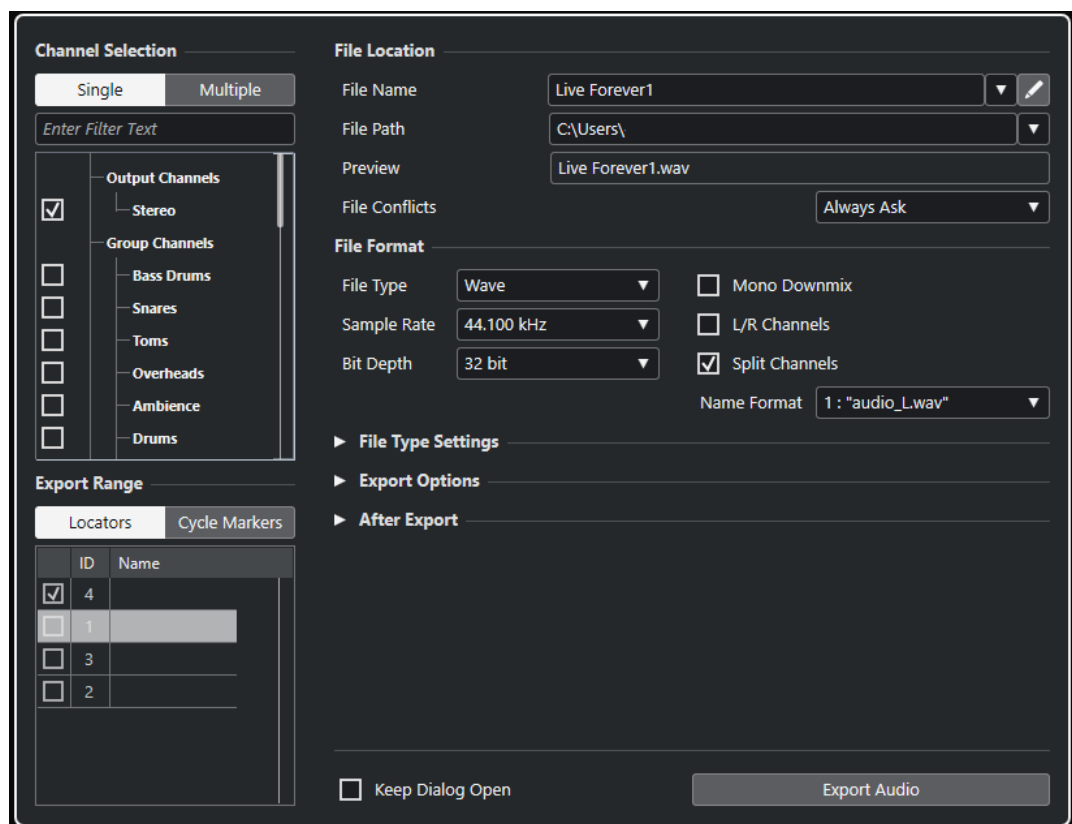 Channel Selection
Single Multiple
Enter Filter Text
Output Channels
Stereo
Group Channels
Bass Drums
Snares
Toms
Overheads
Ambience
Drums
Export Range
Locators Cycle Markers
ID Name
4
1
3
2
File Location
File Name Live Forever1
File Path C:\Users\
Preview Live Forever1.wav
File Conflicts Always Ask
File Format
File Type Wave Mono Downmix
Sample Rate 44.100 kHz L/R Channels
Bit Depth 32 bit Split Channels
Name Format 1 : "audio_L.wav"
File Type Settings
Export Options
After Export
Keep Dialog Open Export Audio